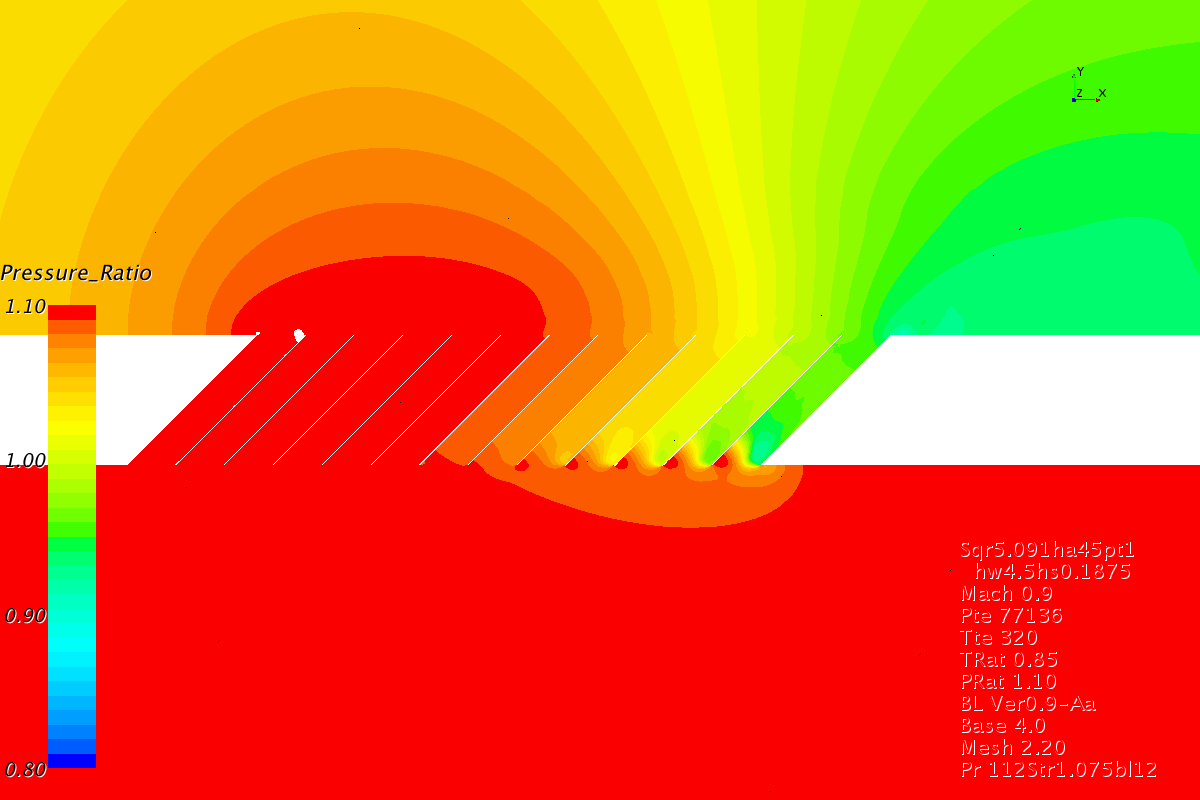 Y
Z X
Pressure_Ratio
1.10
1.00
0.90
0.80
Sqr5.091ha45pt1
hw4.5hs0.1875
Mach 0.9
Pte 77136
Tte 320
TRat 0.85
PRat 1.10
BL Ver0.9-Aa
Base 4.0
Mesh 2.20
Pr 112Str1.075bl12